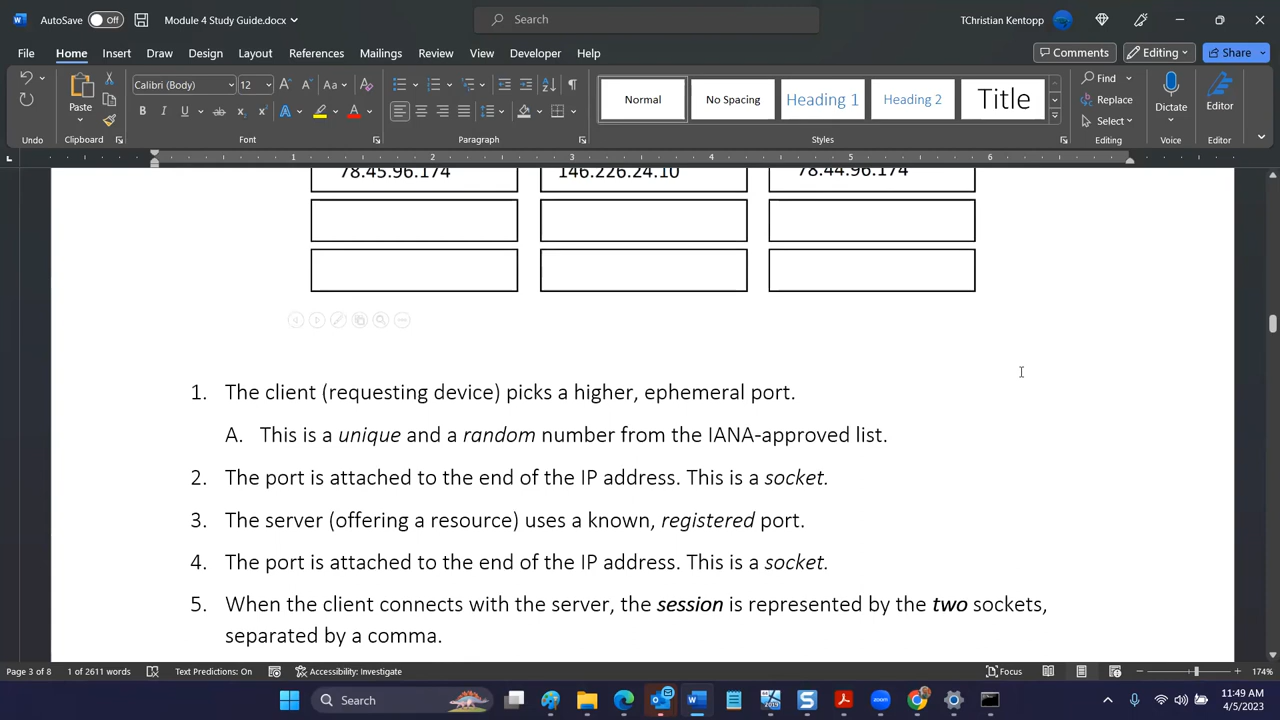 AutoSave Off Module 4 Study Guide.docx Search TChristian Kentopp
File Home Insert Draw Design Layout References Mailings Review View Developer Help Comments Editing Share
Calibri (Body) 12 Aa Find
Paste Normal No Spacing Heading 1 Heading 2 Title Replace Dictate Editor
B I U ab x A A Select
Undo Clipboard Font Paragraph Styles Editing Voice Editor
1 2 3 4 5 6
78.45.96.174 146.226.24.10 78.44.96.174
1. The client (requesting device) picks a higher, ephemeral port.
A. This is a unique and a random number from the IANA-approved list.
2. The port is attached to the end of the IP address. This is a socket.
3. The server (offering a resource) uses a known, registered port.
4. The port is attached to the end of the IP address. This is a socket.
5. When the client connects with the server, the session is represented by the two sockets,
separated by a comma.
Page 3 of 8 1 of 2611 words Text Predictions: On Accessibility: Investigate Focus 174%
Search 11:49 AM
4/5/2023